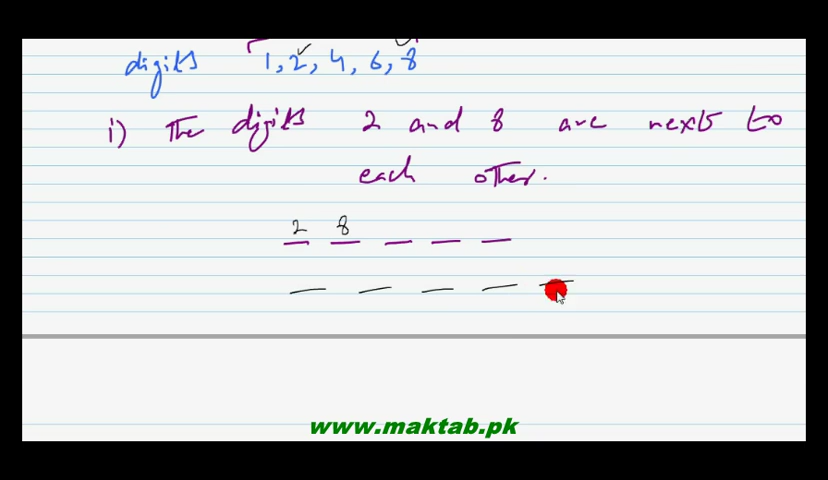 digits 1, 2, 4, 6, 8
i) The digits 2 and 8 are next to
each other.
2 8
www.maktab.pk